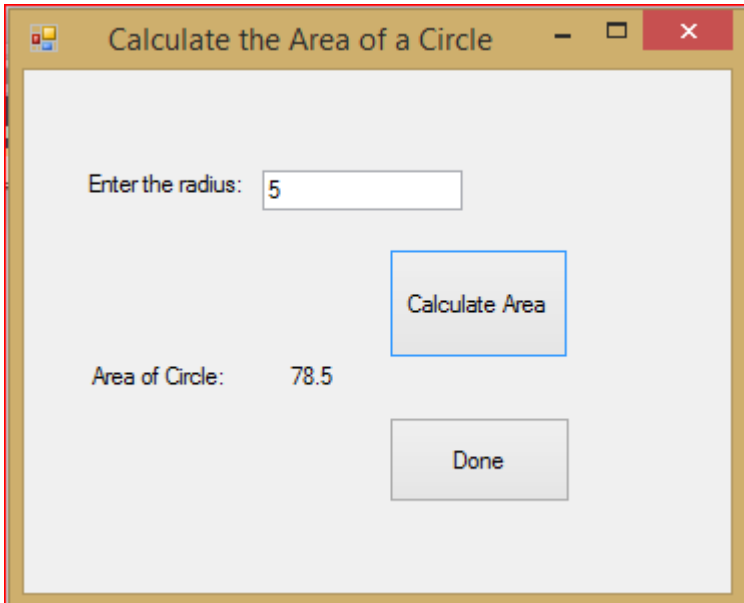 Calculate the Area of a Circle
Enter the radius: 5
Calculate Area
Area of Circle: 78.5
Done